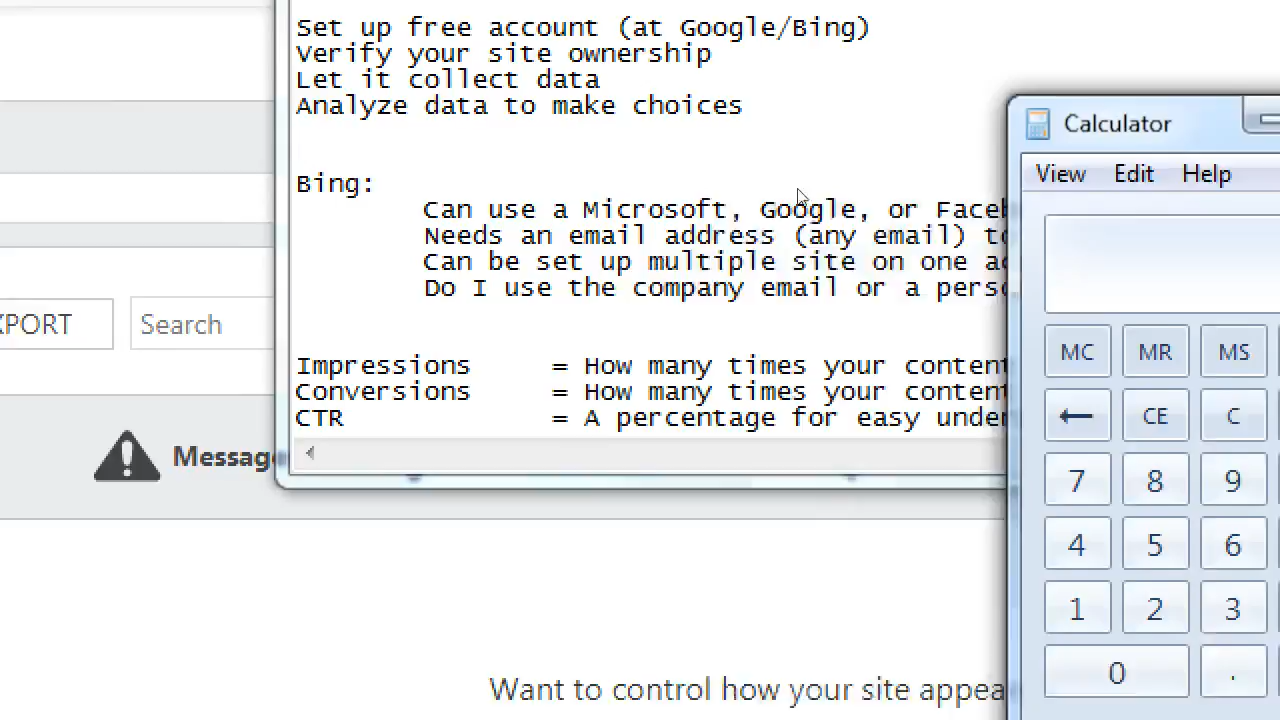 Set up free account (at Google/Bing)
Verify your site ownership
Let it collect data
Analyze data to make choices
Bing:
Can use a Microsoft, Google, or
Needs an email address (any email)
Can be set up multiple site on one
Do I use the company email or a
Impressions = How many times your content
Conversions = How many times your content
CTR = A percentage for easy
Search
Want to control how your site
Calculator
View Edit Help
MC MR MS
← CE C
7 8 9
4 5 6
1 2 3
0 .